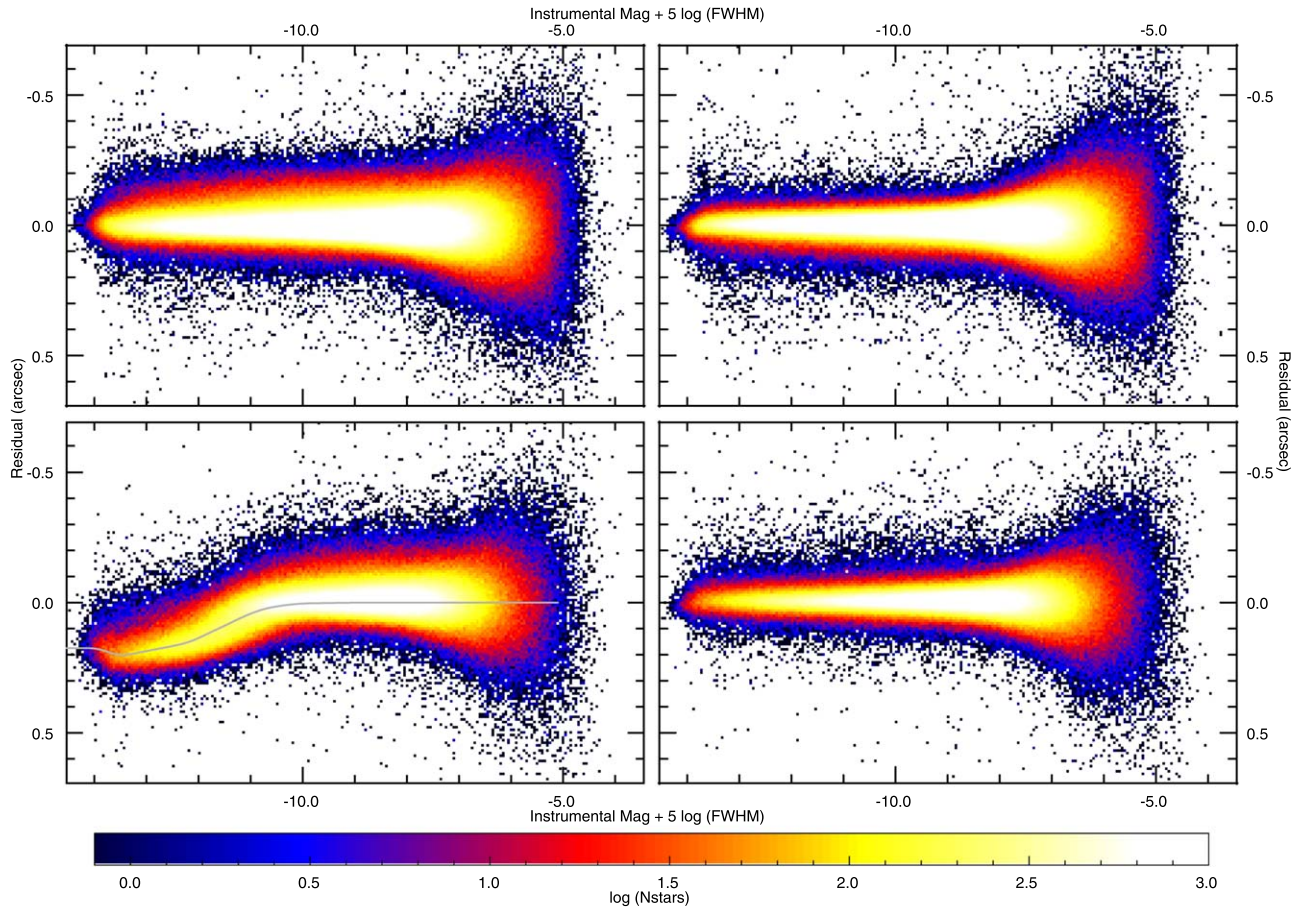 Instrumental Mag + 5 log (FWHM)
-10.0 -5.0 -10.0 -5.0
-0.5 -0.5
0.0 0.0
0.5 0.5
Residual (arcsec) Residual (arcsec)
-0.5 -0.5
0.0 0.0
0.5 0.5
-10.0 -5.0 -10.0 -5.0
Instrumental Mag + 5 log (FWHM)
0.0 0.5 1.0 1.5 2.0 2.5 3.0
log (Nstars)